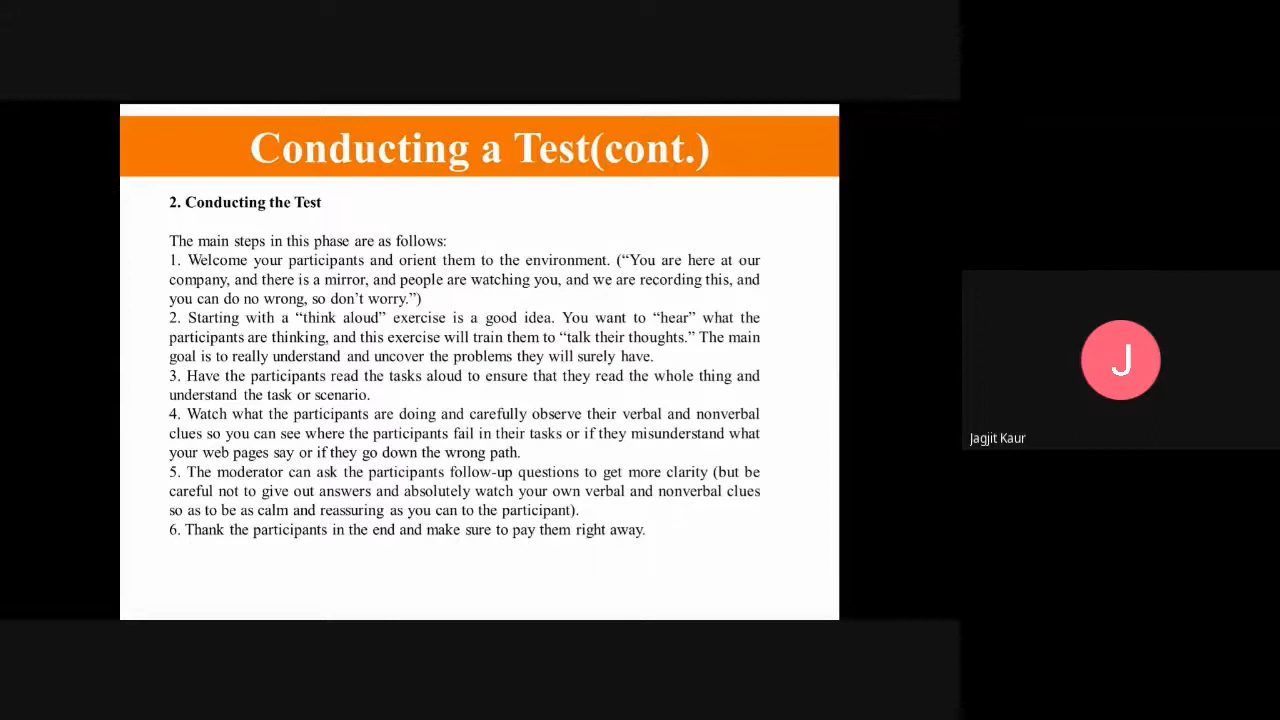 Conducting a Test(cont.)
2. Conducting the Test
The main steps in this phase are as follows:
1. Welcome your participants and orient them to the environment. (“You are here at our
company, and there is a mirror, and people are watching you, and we are recording this, and
you can do no wrong, so don’t worry.”)
2. Starting with a “think aloud” exercise is a good idea. You want to “hear” what the
participants are thinking, and this exercise will train them to “talk their thoughts.” The main
goal is to really understand and uncover the problems they will surely have.
3. Have the participants read the tasks aloud to ensure that they read the whole thing and
understand the task or scenario.
4. Watch what the participants are doing and carefully observe their verbal and nonverbal
clues so you can see where the participants fail in their tasks or if they misunderstand what
your web pages say or if they go down the wrong path.
5. The moderator can ask the participants follow-up questions to get more clarity (but be
careful not to give out answers and absolutely watch your own verbal and nonverbal clues
so as to be as calm and reassuring as you can to the participant).
6. Thank the participants in the end and make sure to pay them right away.
J
Jagjit Kaur